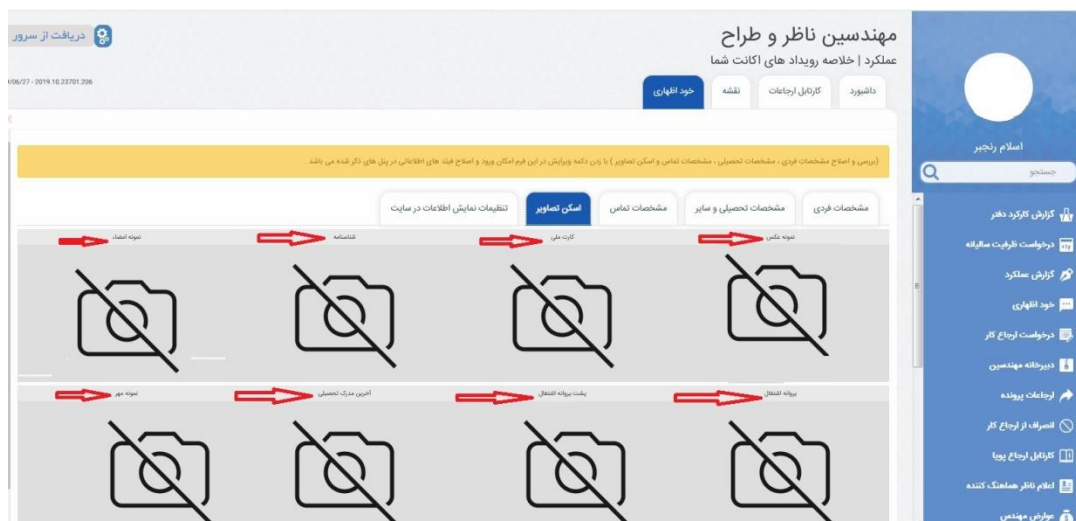 مهندسین ناظر و طراح
عملکرد | خلاصه رویداد های اکانت شما
دریافت از سرور
/06/27 - 2019.10.23701.206
داشبورد
کارتابل ارجاعات
نقشه
خود اظهاری
(بررسی و اصلاح مشخصات فردی ، مشخصات تحصیلی ، مشخصات تماس و اسکن تصاویر ) با زدن دکمه ویرایش در این فرم امکان ورود و اصلاح فیلد های اطلاعاتی در پنل های ذکر شده می باشد .
مشخصات فردی
مشخصات تحصیلی و سایر
مشخصات تماس
اسکن تصاویر
تنظیمات نمایش اطلاعات در سایت
نمونه عکس
کارت ملی
شناسنامه
نمونه امضاء
پروانه اشتغال
پشت پروانه اشتغال
آخرین مدرک تحصیلی
نمونه مهر
اسلام رنجبر
جستجو
گزارش کارکرد دفتر
درخواست ظرفیت سالیانه
گزارش عملکرد
خود اظهاری
درخواست ارجاع کار
دبیرخانه مهندسین
ارجاعات پرونده
انصراف از ارجاع کار
کارتابل ارجاع پویا
اعلام ناظر هماهنگ کننده
عوارض مهندس